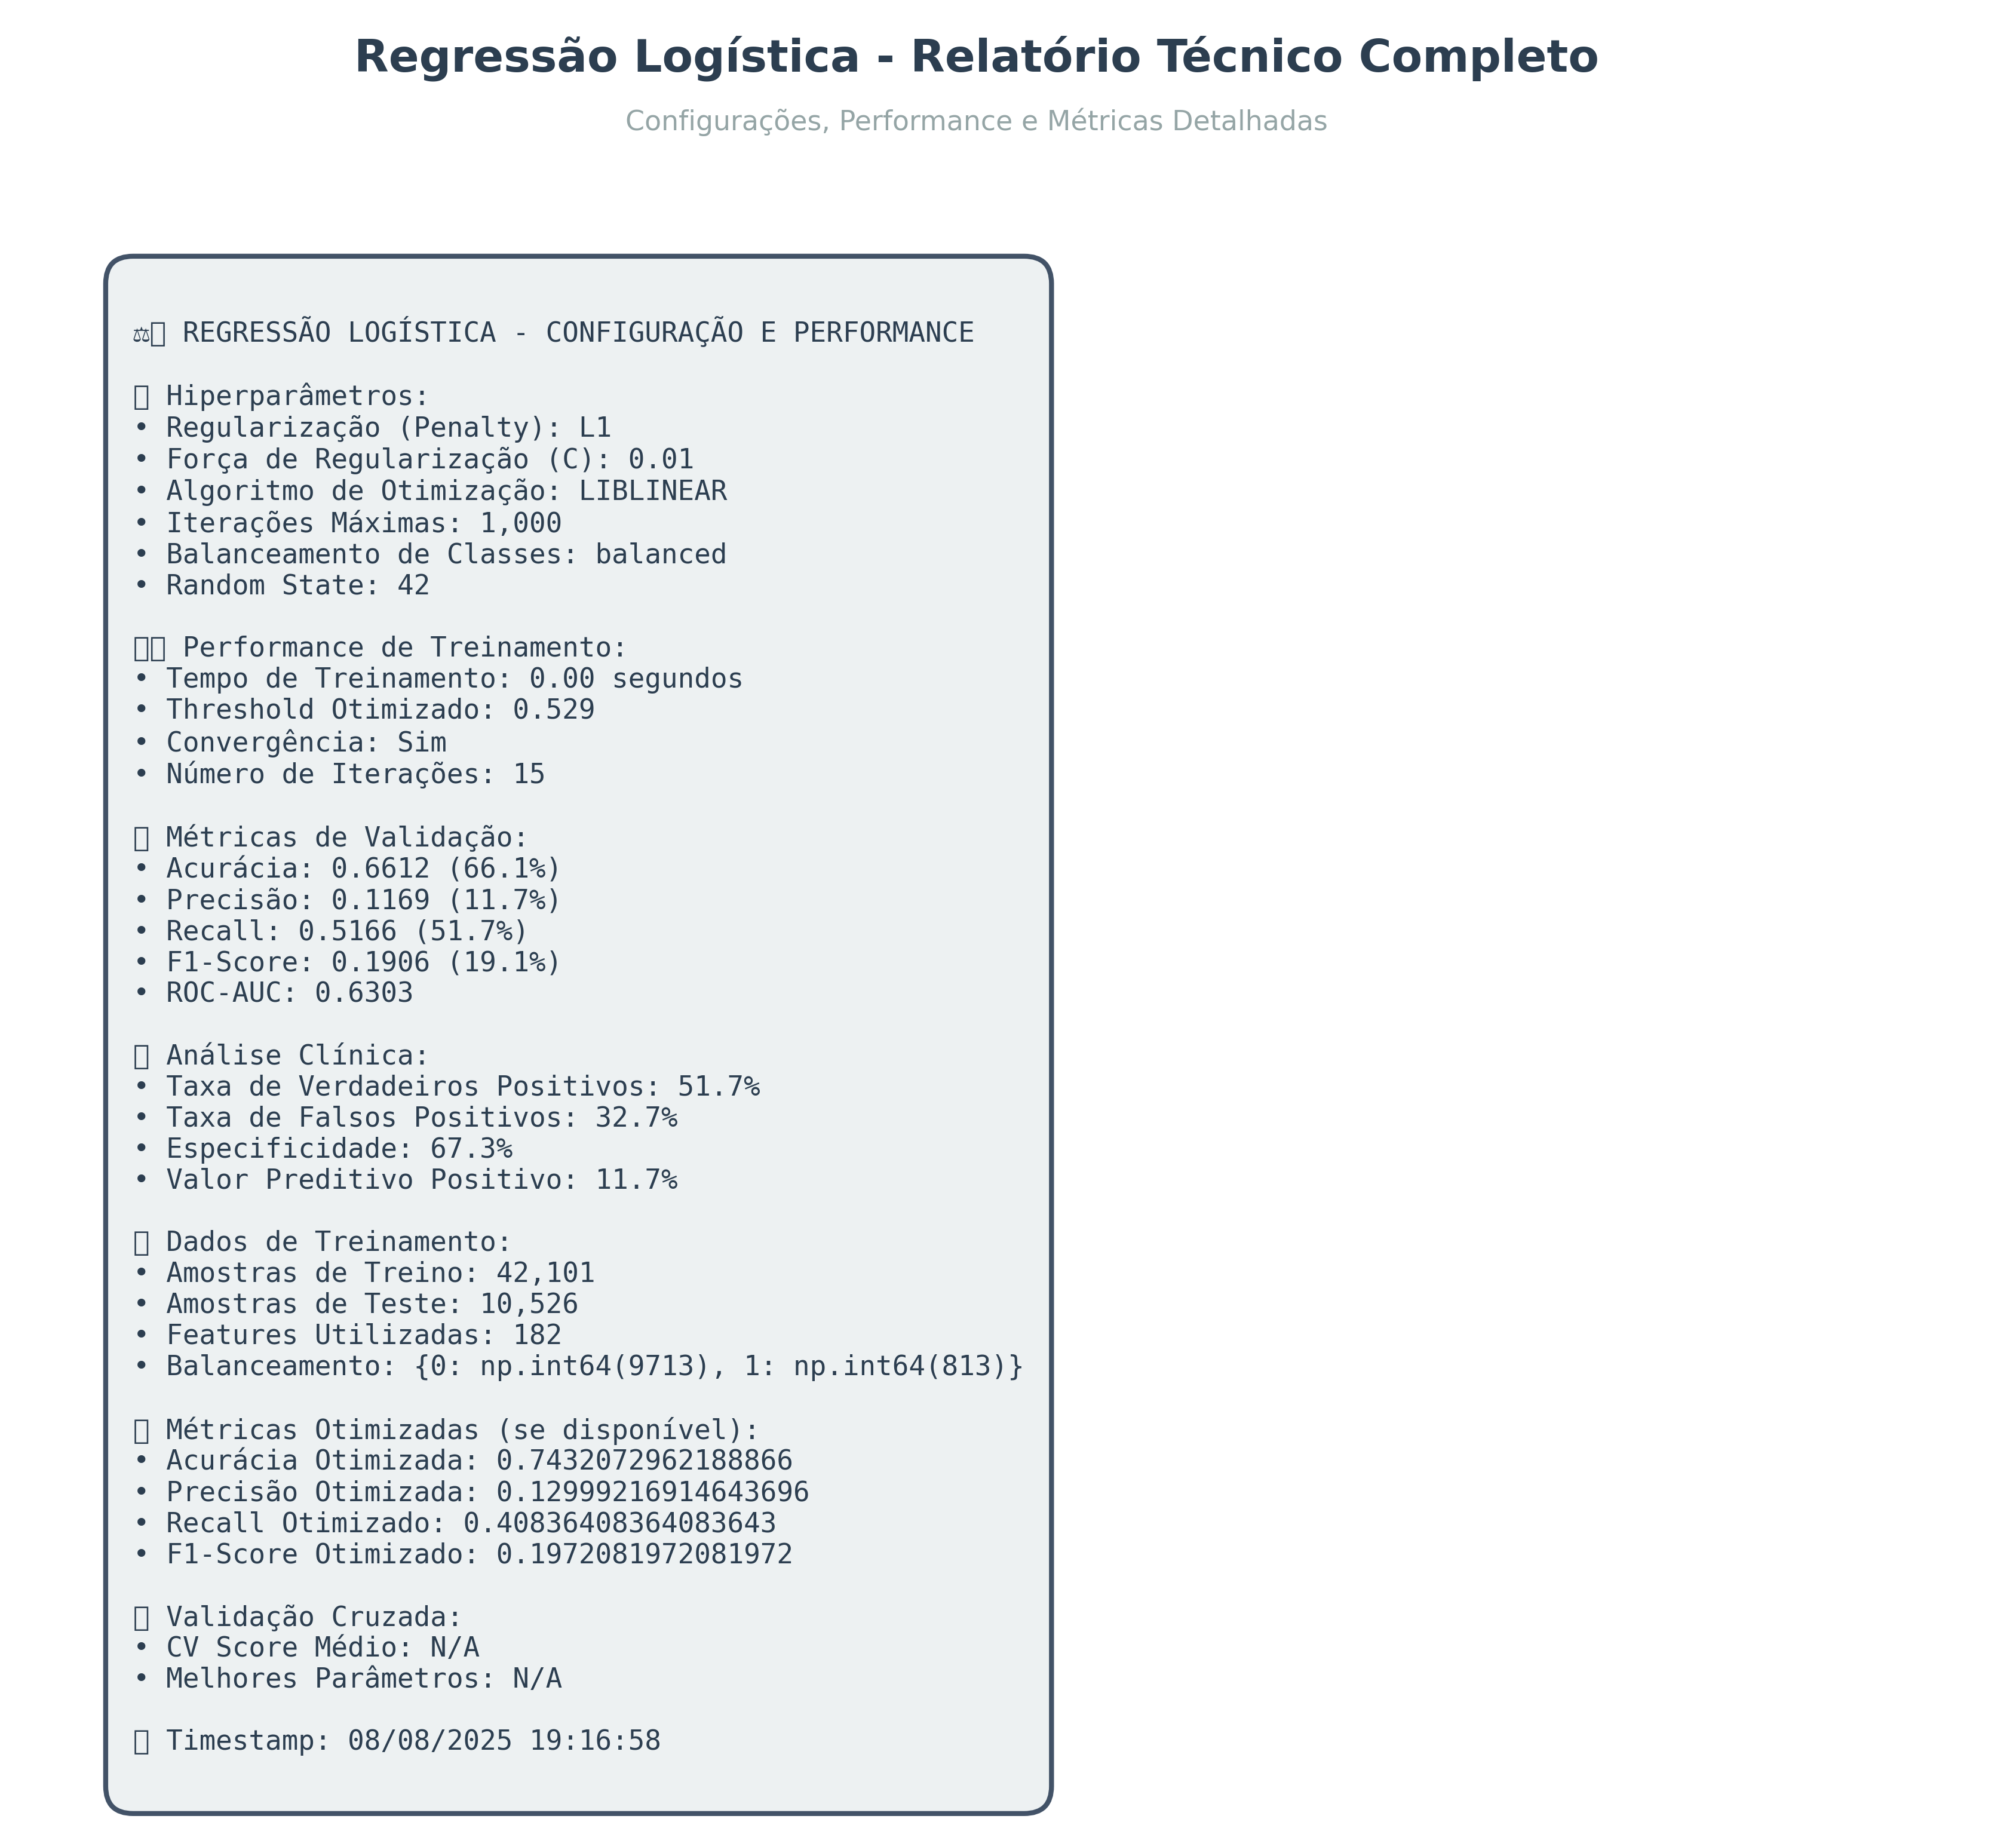 Regressão Logística - Relatório Técnico Completo
Configurações, Performance e Métricas Detalhadas
⚖ REGRESSÃO LOGÍSTICA - CONFIGURAÇÃO E PERFORMANCE
Hiperparâmetros:
• Regularização (Penalty): L1
• Força de Regularização (C): 0.01
• Algoritmo de Otimização: LIBLINEAR
• Iterações Máximas: 1,000
• Balanceamento de Classes: balanced
• Random State: 42
Performance de Treinamento:
• Tempo de Treinamento: 0.00 segundos
• Threshold Otimizado: 0.529
• Convergência: Sim
• Número de Iterações: 15
Métricas de Validação:
• Acurácia: 0.6612 (66.1%)
• Precisão: 0.1169 (11.7%)
• Recall: 0.5166 (51.7%)
• F1-Score: 0.1906 (19.1%)
• ROC-AUC: 0.6303
Análise Clínica:
• Taxa de Verdadeiros Positivos: 51.7%
• Taxa de Falsos Positivos: 32.7%
• Especificidade: 67.3%
• Valor Preditivo Positivo: 11.7%
Dados de Treinamento:
• Amostras de Treino: 42,101
• Amostras de Teste: 10,526
• Features Utilizadas: 182
• Balanceamento: {0: np.int64(9713), 1: np.int64(813)}
Métricas Otimizadas (se disponível):
• Acurácia Otimizada: 0.7432072962188866
• Precisão Otimizada: 0.12999216914643696
• Recall Otimizado: 0.40836408364083643
• F1-Score Otimizado: 0.1972081972081972
Validação Cruzada:
• CV Score Médio: N/A
• Melhores Parâmetros: N/A
Timestamp: 08/08/2025 19:16:58